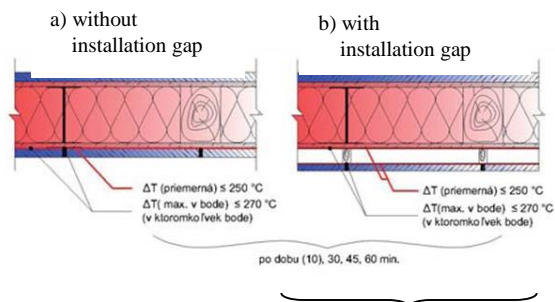 a) without
installation gap
b) with
installation gap
ΔT (priemerná) ≤ 250 °C
ΔT( max. v bode) ≤ 270 °C
(v ktoromkoľvek bode)
ΔT (priemerná) ≤ 250 °C
ΔT(max. v bode) ≤ 270 °C
(v ktoromkoľvek bode)
po dobu (10), 30, 45, 60 min.